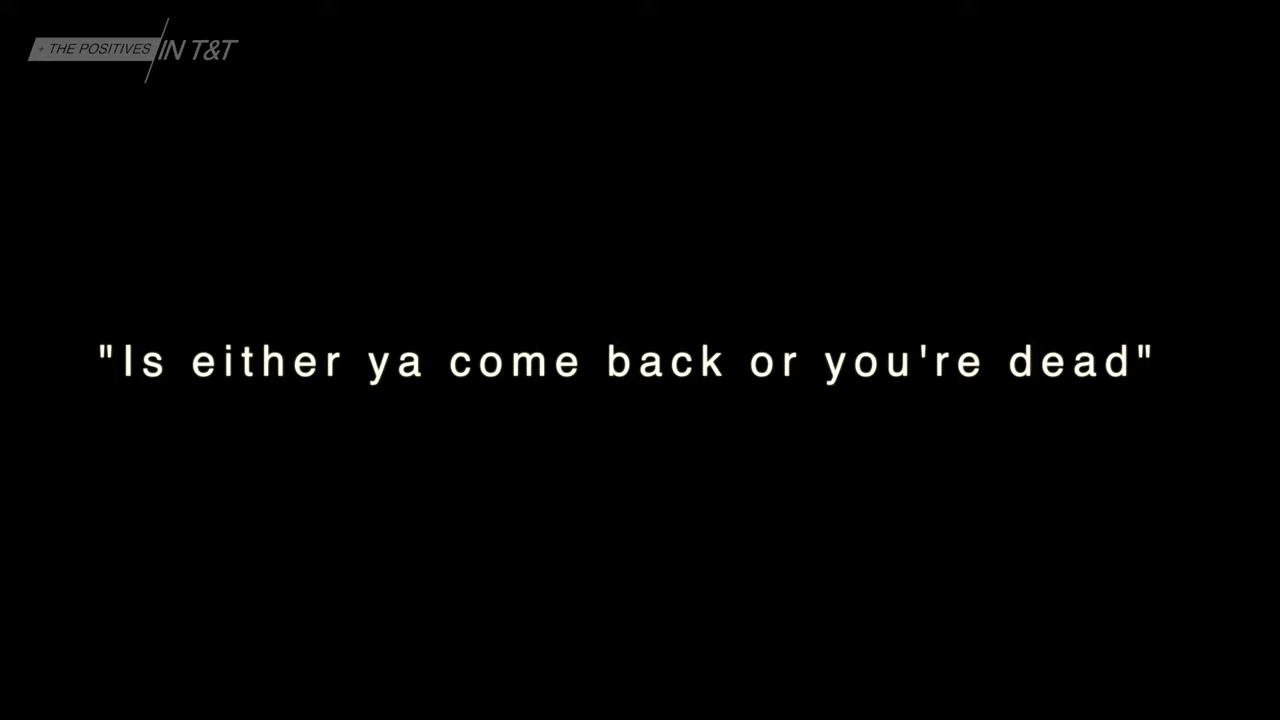 + THE POSITIVES IN T&T
"Is either ya come back or you're dead"